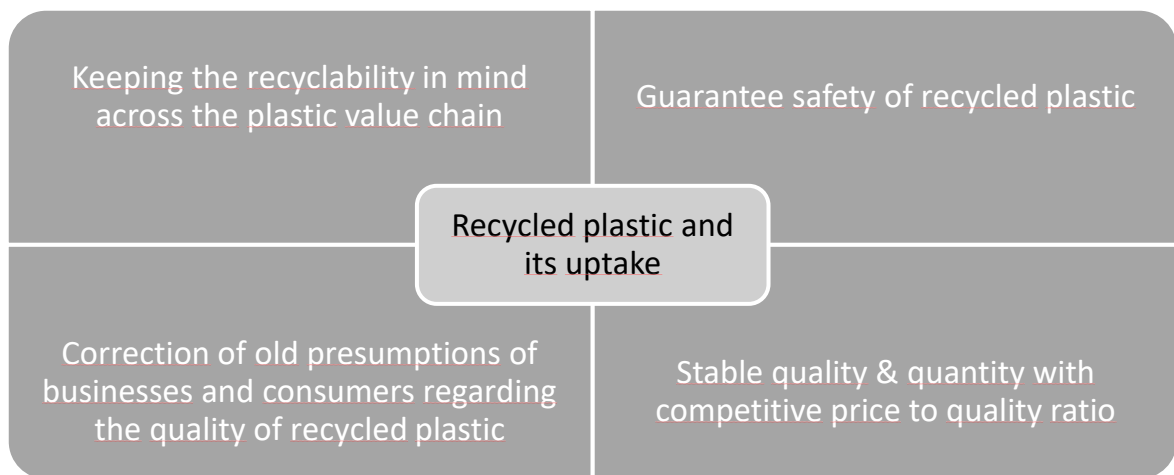 Keeping the recyclability in mind
across the plastic value chain
Guarantee safety of recycled plastic
Recycled plastic and
its uptake
Correction of old presumptions of
businesses and consumers regarding
the quality of recycled plastic
Stable quality & quantity with
competitive price to quality ratio